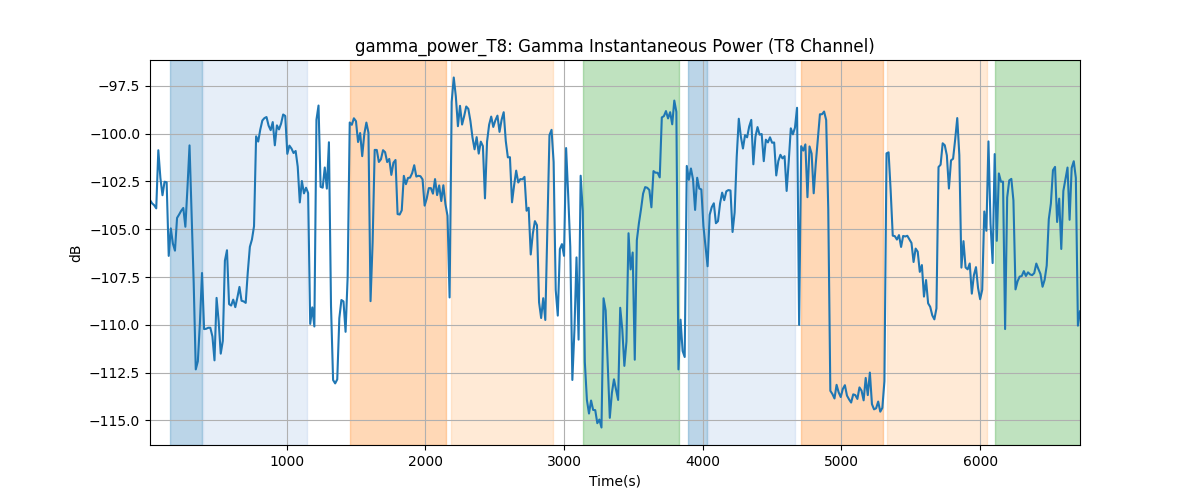 gamma_power_T8: Gamma Instantaneous Power (T8 Channel)
−97.5
−100.0
−102.5
−105.0
−107.5
−110.0
−112.5
−115.0
dB
1000 2000 3000 4000 5000 6000
Time(s)